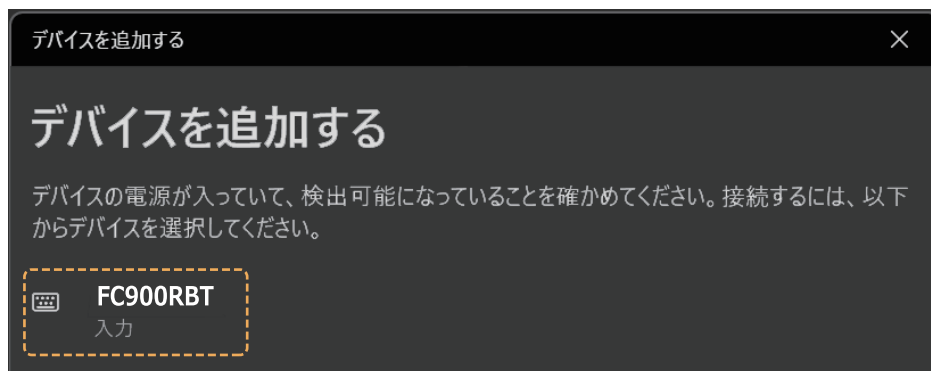 デバイスを追加する
デバイスを追加する
デバイスの電源が入っていて、検出可能になっていることを確かめてください。接続するには、以下
からデバイスを選択してください。
FC900RBT
入力